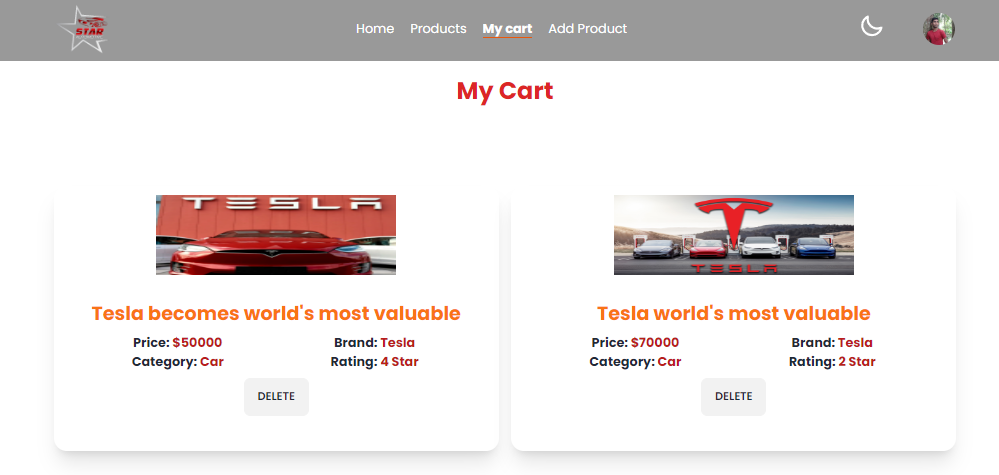 STAR
Home Products My cart Add Product
My Cart
TESLA
TESLA
Tesla becomes world's most valuable
Price: $50000 Brand: Tesla
Category: Car Rating: 4 Star
DELETE
Tesla world's most valuable
Price: $70000 Brand: Tesla
Category: Car Rating: 2 Star
DELETE